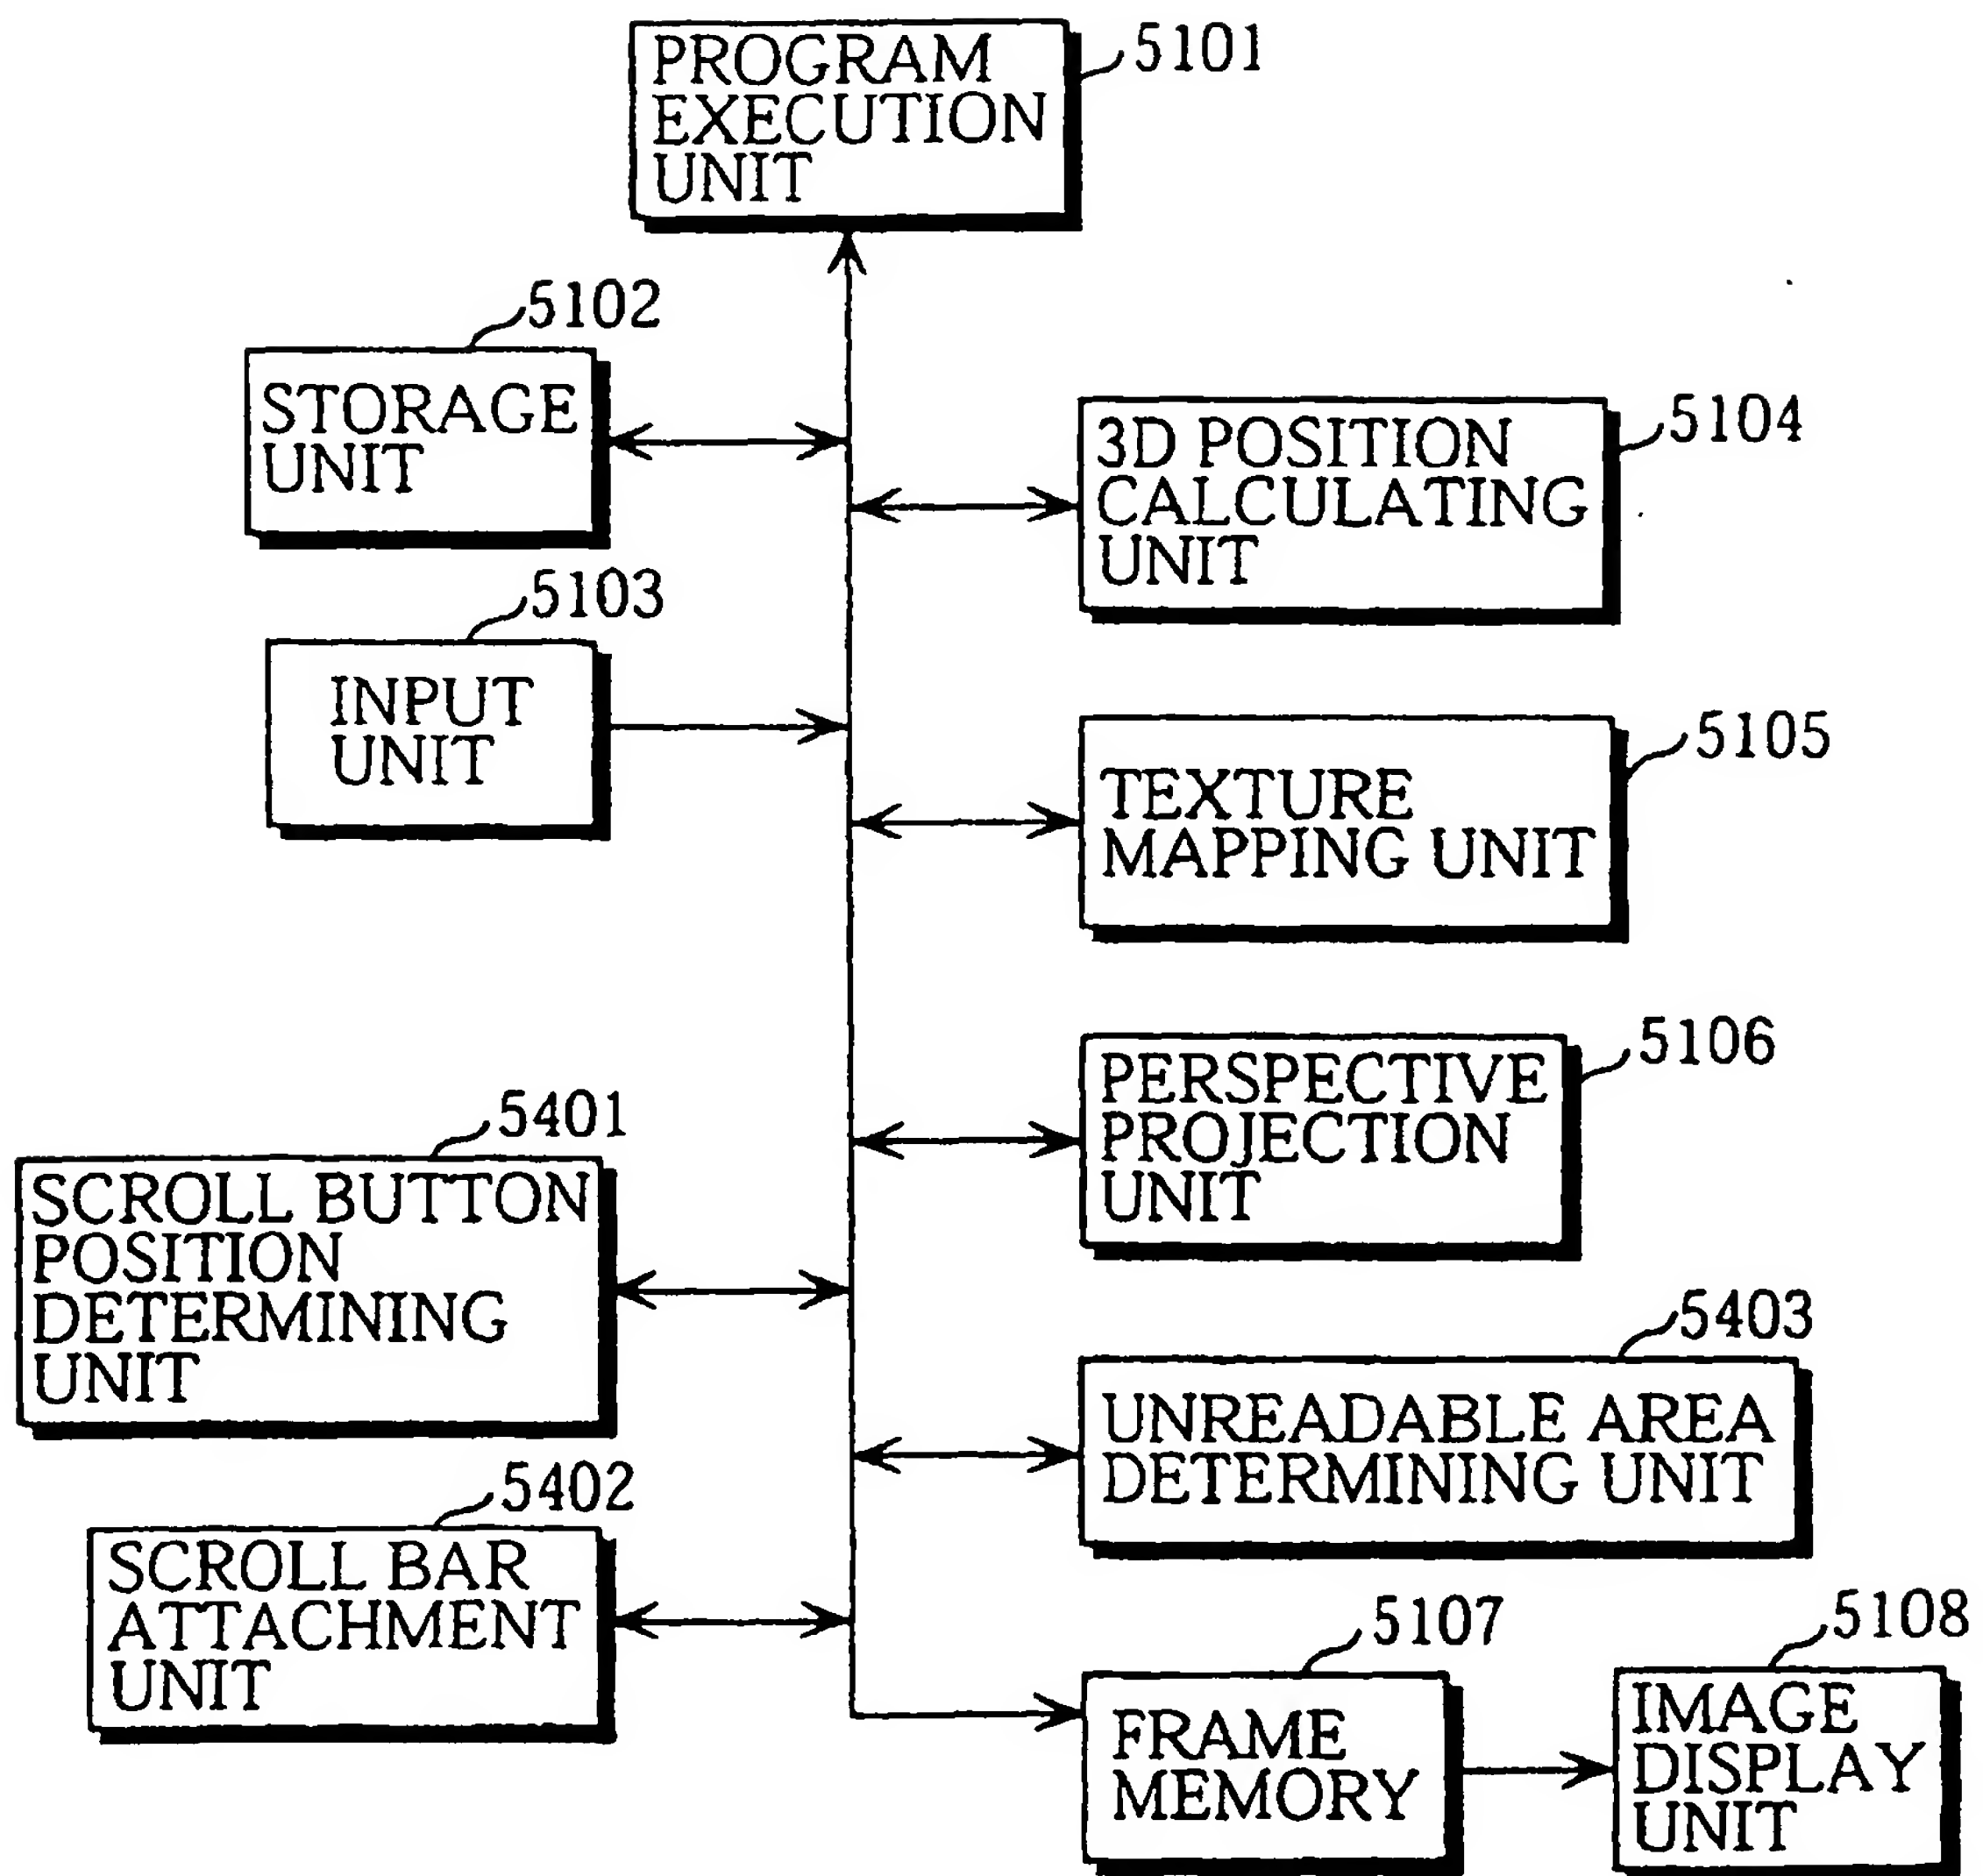 PROGRAM
EXECUTION
UNIT
5101
5102
STORAGE
UNIT
5104
3D POSITION
CALCULATING
UNIT
5103
INPUT
UNIT
5105
TEXTURE
MAPPING UNIT
5106
PERSPECTIVE
PROJECTION
UNIT
5401
SCROLL BUTTON
POSITION
DETERMINING
UNIT
5403
UNREADABLE AREA
DETERMINING UNIT
5402
SCROLL BAR
ATTACHMENT
UNIT
5107
FRAME
MEMORY
5108
IMAGE
DISPLAY
UNIT